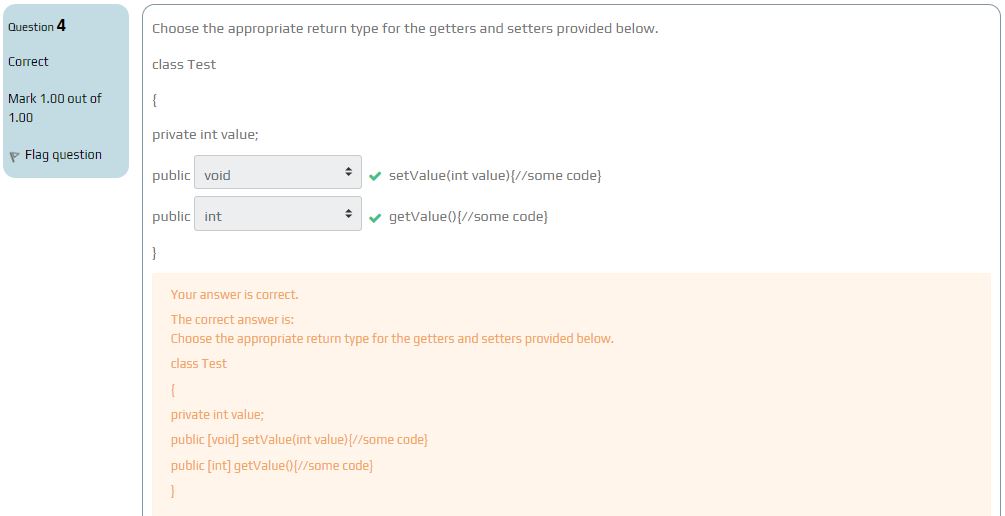 Question 4
Correct
Mark 1.00 out of
1.00
Flag question
Choose the appropriate return type for the getters and setters provided below.
class Test
{
private int value;
public void setValue(int value){//some code}
public int getValue(){//some code}
}
Your answer is correct.
The correct answer is:
Choose the appropriate return type for the getters and setters provided below.
class Test
{
private int value;
public [void] setValue(int value){//some code}
public [int] getValue(){//some code}
}